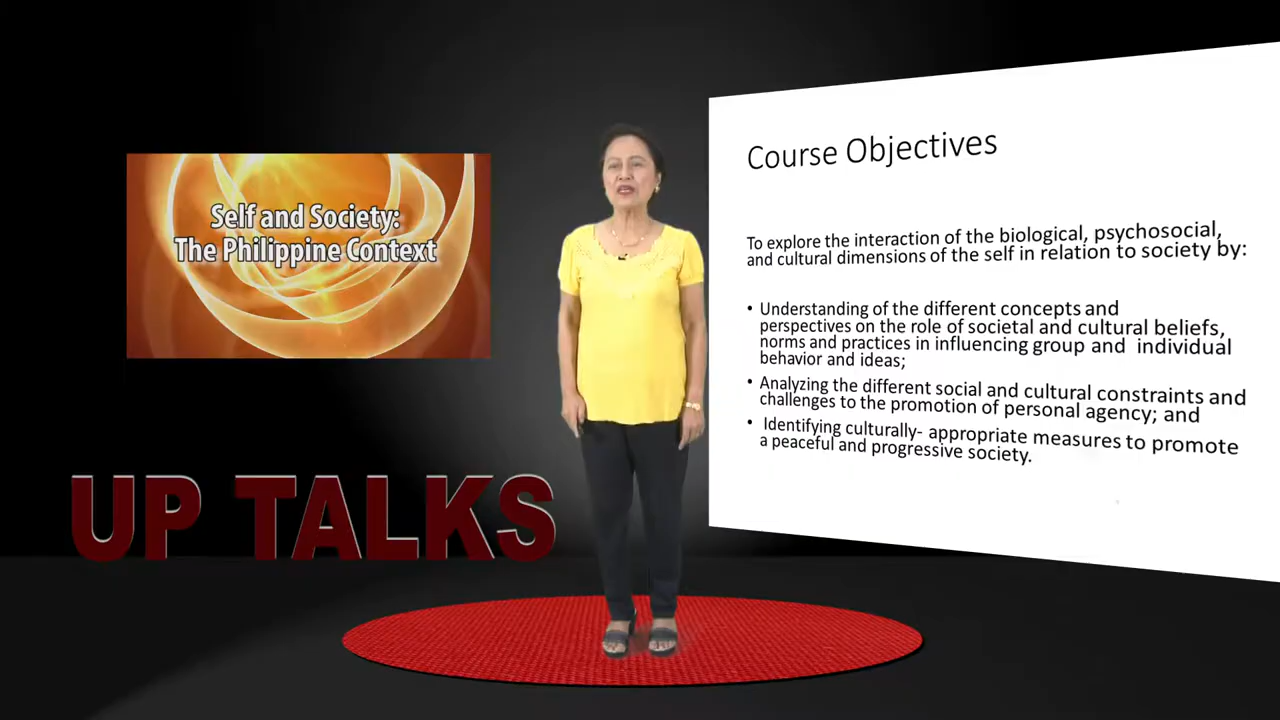 Self and Society:
The Philippine Context
UP TALKS
Course Objectives
To explore the interaction of the biological, psychosocial,
and cultural dimensions of the self in relation to society by:
• Understanding of the different concepts and
perspectives on the role of societal and cultural beliefs,
norms and practices in influencing group and individual
behavior and ideas;
• Analyzing the different social and cultural constraints and
challenges to the promotion of personal agency; and
• Identifying culturally- appropriate measures to promote
a peaceful and progressive society.